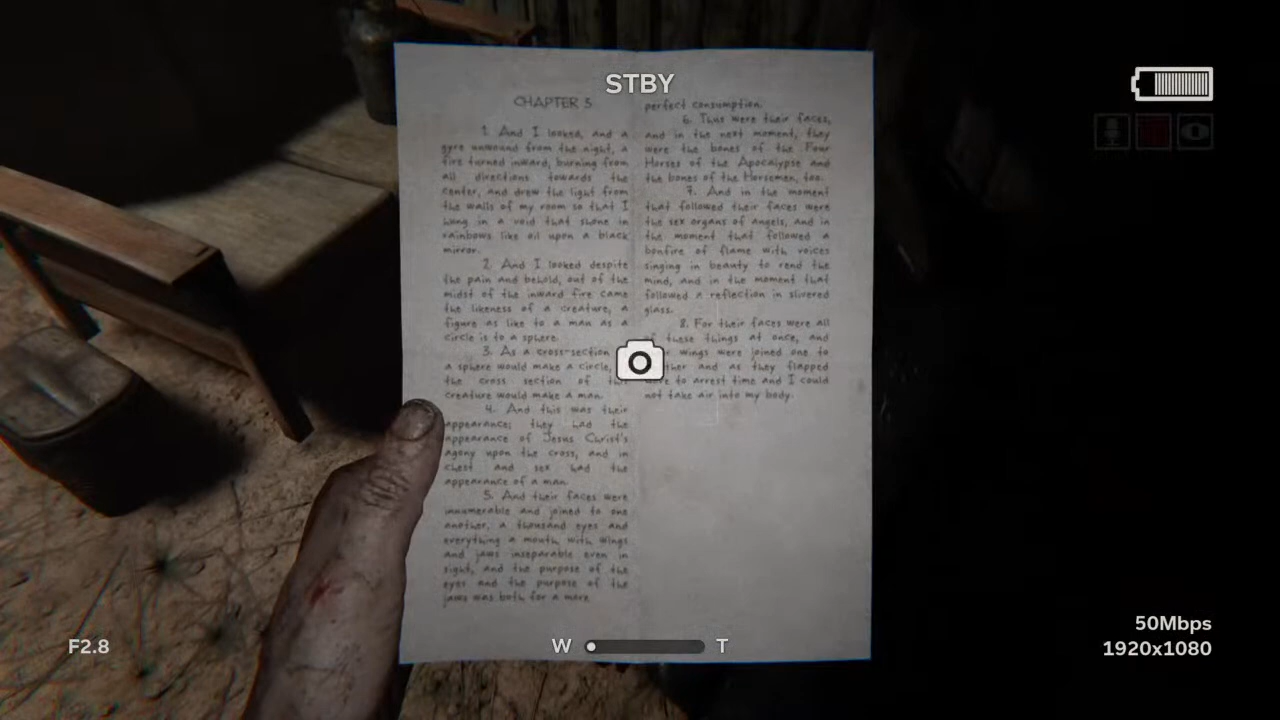 STBY
CHAPTER 5
1. And I looked, and a
gyre unwound from the night, a
fire turned inward, burning from
all directions towards the
center, and drew the light from
the walls of my room so that I
hung in a void that shone in
rainbows like oil upon a black
mirror.
2. And I looked despite
the pain and behold, out of the
midst of the inward fire came
the likeness of a creature, a
figure as like to a man as a
circle is to a sphere.
3. As a cross-section
a sphere would make a circle,
the cross section of this
creature would make a man.
4. And this was their
appearance; they had the
appearance of Jesus Christ's
agony upon the cross, and in
chest and sex had the
appearance of a man.
5. And their faces were
innumerable and joined to one
another, a thousand eyes and
everything a mouth with wings
and jaws inseparable even in
sight, and the purpose of the
eyes and the purpose of the
jaws was both for a more
perfect consumption.
6. Thus were their faces,
and in the next moment, they
were the bones of the Four
Horses of the Apocalypse and
the bones of the Horsemen, too.
7. And in the moment
that followed their faces were
the sex organs of angels, and in
the moment that followed a
bonfire of flame with voices
singing in beauty to rend the
mind, and in the moment that
followed a reflection in slivered
glass.
8. For their faces were all
of these things at once, and
wings were joined one to
and as they flapped
to arrest time and I could
not take air into my body.
F2.8
W T
50Mbps
1920x1080